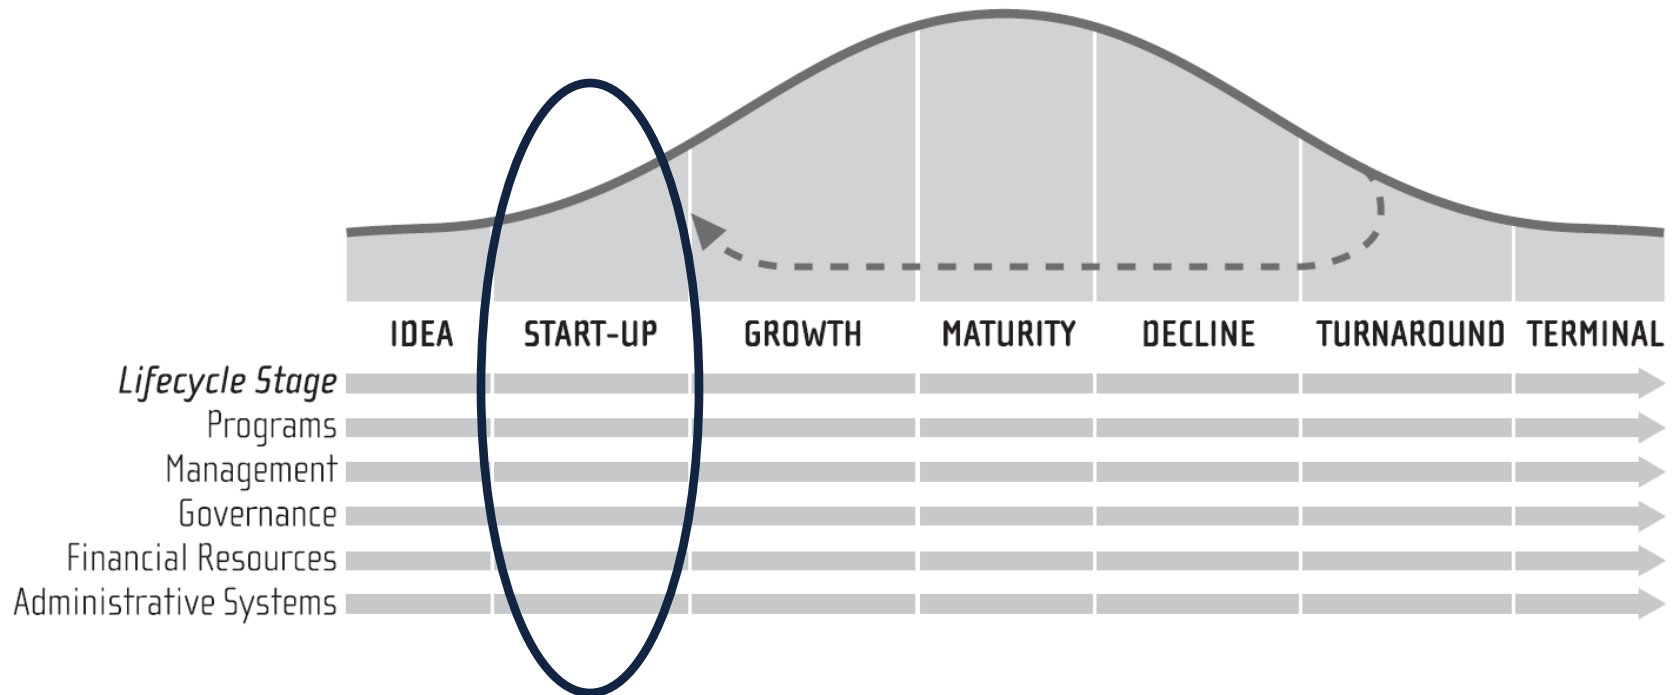 IDEA START-UP GROWTH MATURITY DECLINE TURNAROUND TERMINAL
Lifecycle Stage
Programs
Management
Governance
Financial Resources
Administrative Systems